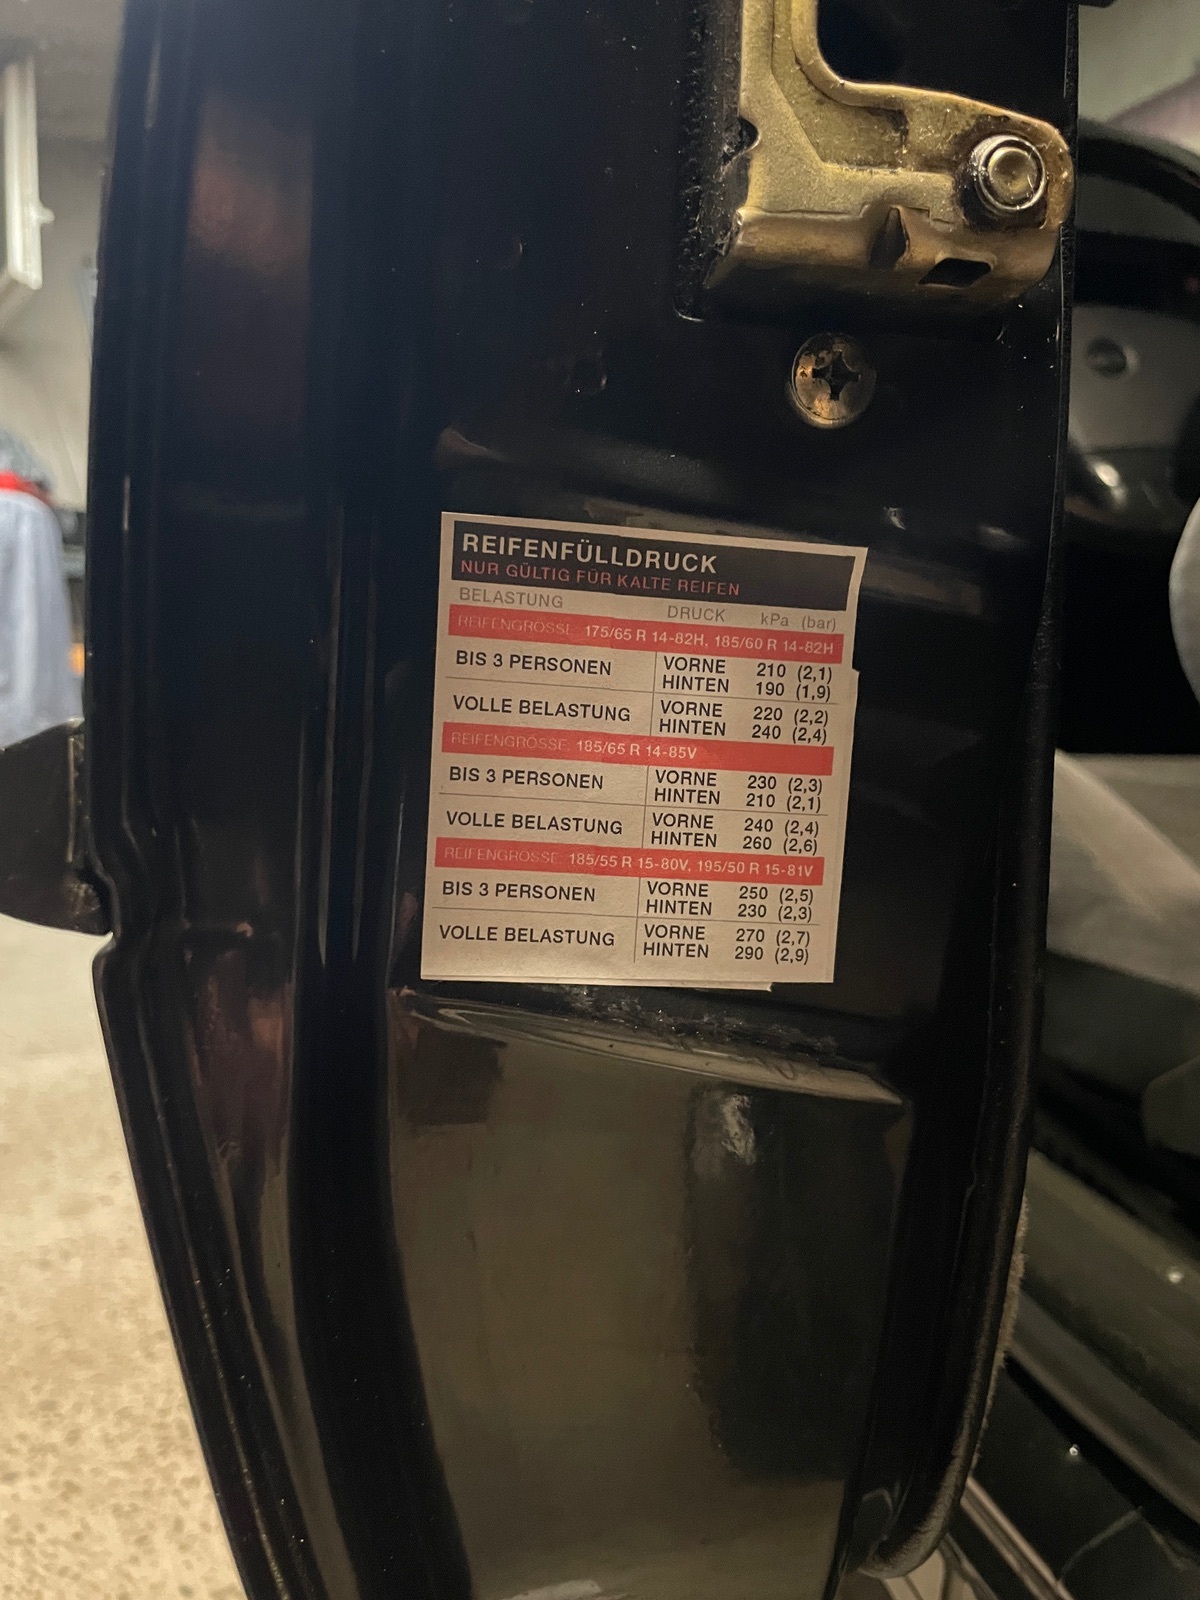 REIFENFÜLLDRUCK
NUR GÜLTIG FÜR KALTE REIFEN
BELASTUNG DRUCK kPa (bar)
REIFENGRÖSSE: 175/65 R 14-82H, 185/60 R 14-82H
BIS 3 PERSONEN VORNE 210 (2,1)
HINTEN 190 (1,9)
VOLLE BELASTUNG VORNE 220 (2,2)
HINTEN 240 (2,4)
REIFENGRÖSSE: 185/65 R 14-85V
BIS 3 PERSONEN VORNE 230 (2,3)
HINTEN 210 (2,1)
VOLLE BELASTUNG VORNE 240 (2,4)
HINTEN 260 (2,6)
REIFENGRÖSSE: 185/55 R 15-80V, 195/50 R 15-81V
BIS 3 PERSONEN VORNE 250 (2,5)
HINTEN 230 (2,3)
VOLLE BELASTUNG VORNE 270 (2,7)
HINTEN 290 (2,9)